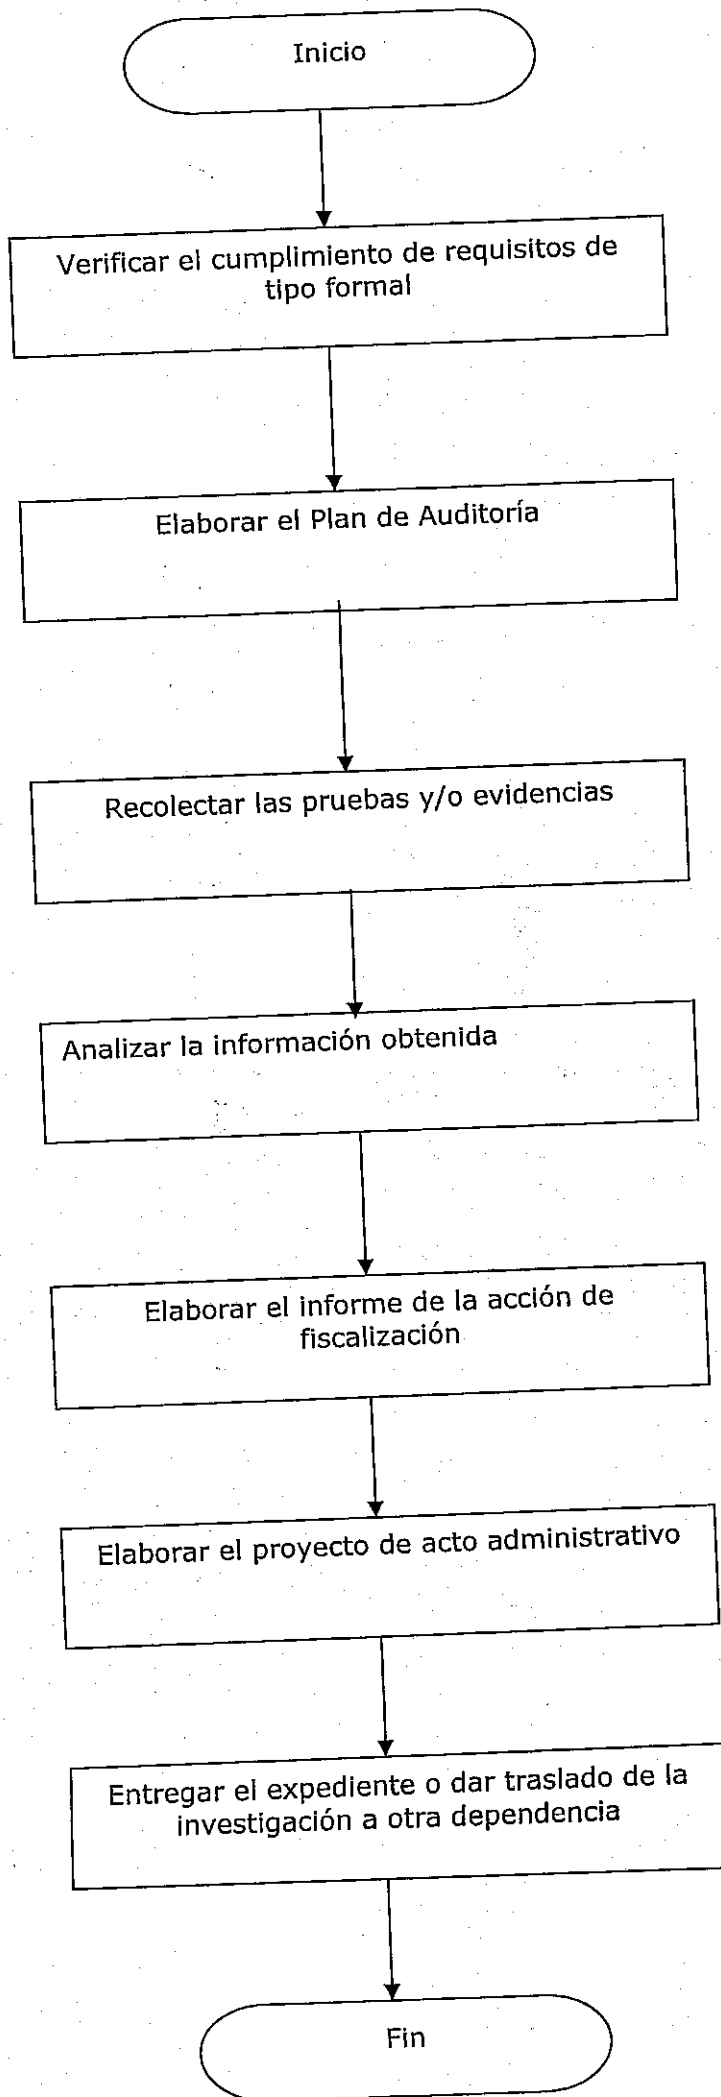 Inicio
Verificar el cumplimiento de requisitos de
tipo formal
Elaborar el Plan de Auditoría
Recolectar las pruebas y/o evidencias
Analizar la información obtenida
Elaborar el informe de la acción de
fiscalización
Elaborar el proyecto de acto administrativo
Entregar el expediente o dar traslado de la
investigación a otra dependencia
Fin